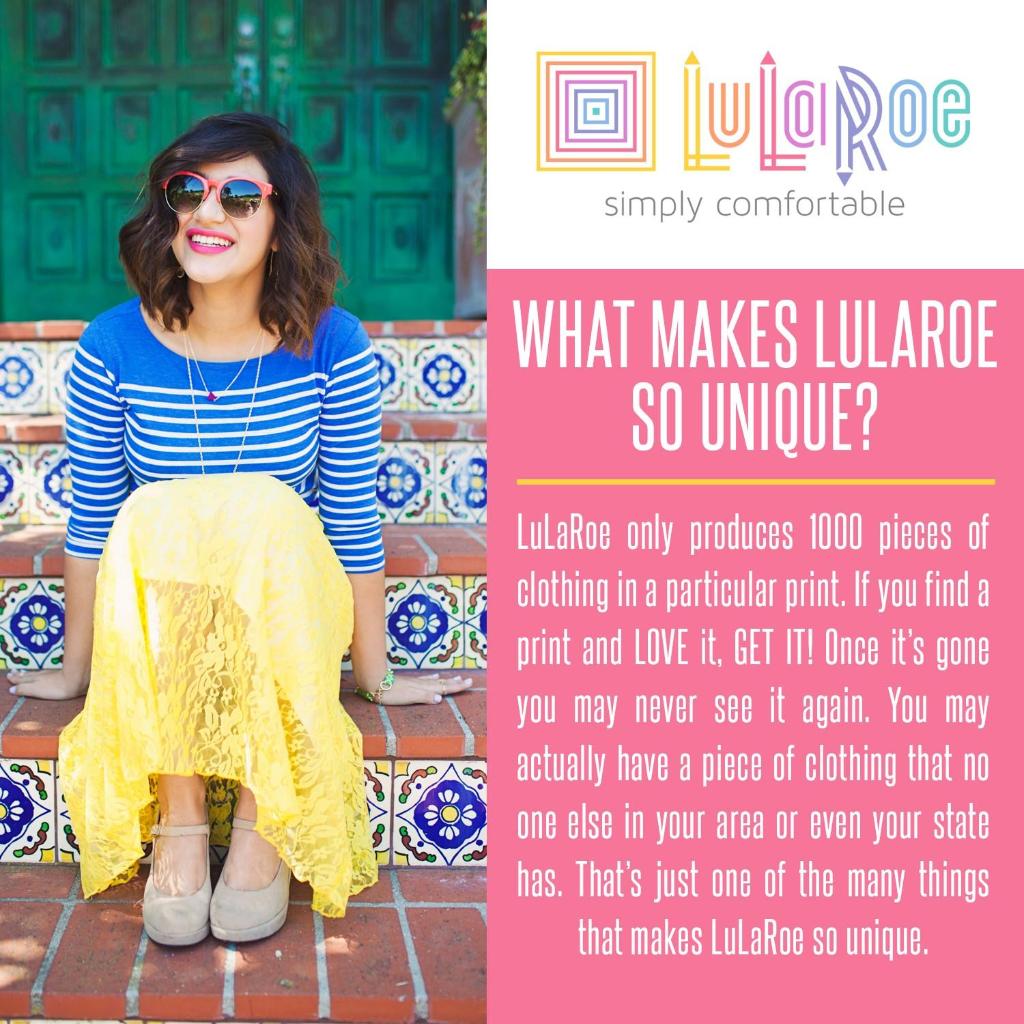 LuLaRoe
simply comfortable
WHAT MAKES LULAROE
SO UNIQUE?
LuLaRoe only produces 1000 pieces of
clothing in a particular print. If you find a
print and LOVE it, GET IT! Once it's gone
you may never see it again. You may
actually have a piece of clothing that no
one else in your area or even your state
has. That's just one of the many things
that makes LuLaRoe so unique.